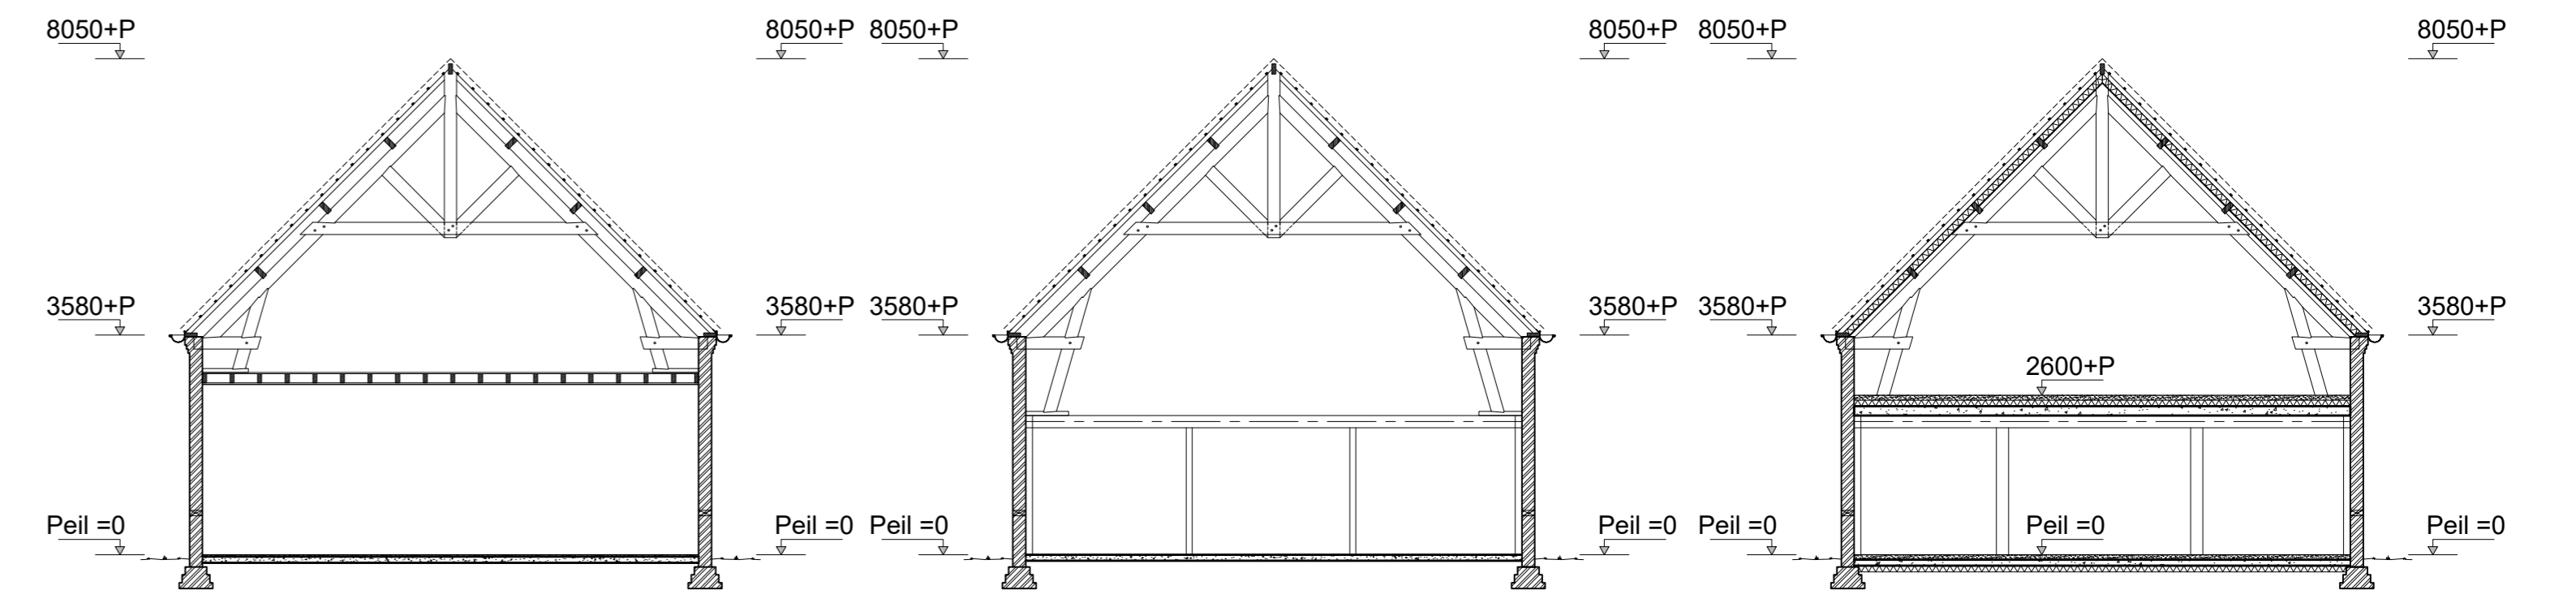 8050+P 8050+P 8050+P 8050+P 8050+P 8050+P
3580+P 3580+P 3580+P 3580+P 3580+P 3580+P
2600+P
Peil =0 Peil =0 Peil =0 Peil =0 Peil =0 Peil =0 Peil =0